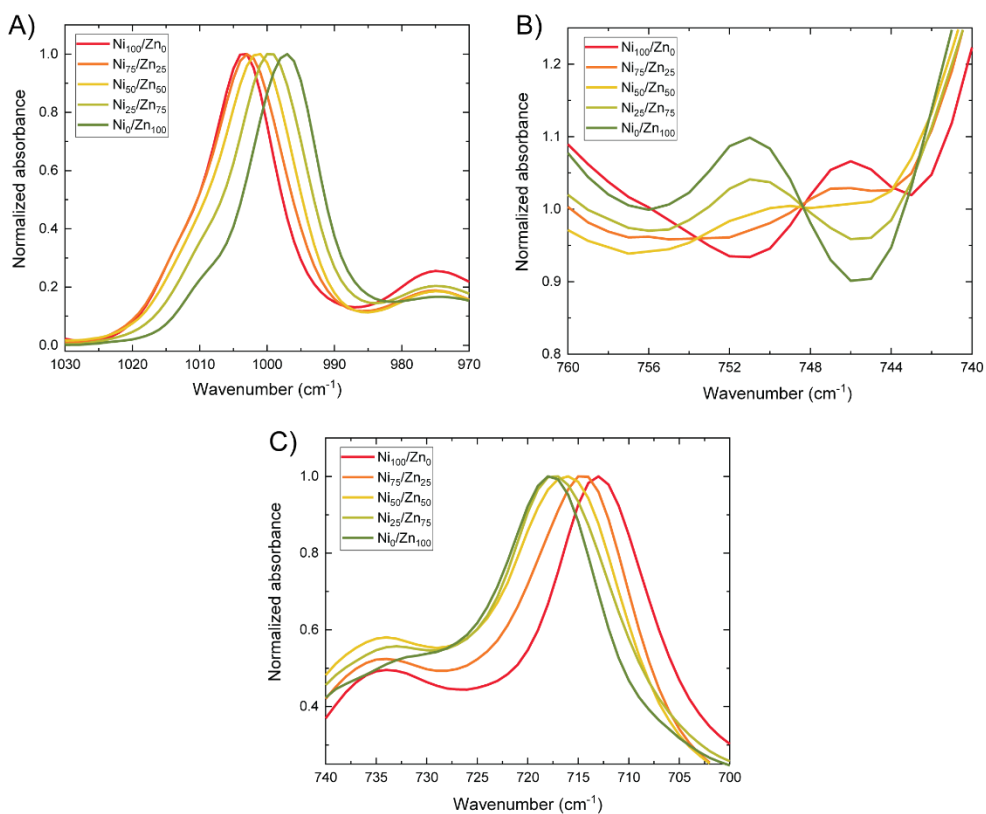 A)
Ni₁₀₀/Zn₀
Ni₇₅/Zn₂₅
Ni₅₀/Zn₅₀
Ni₂₅/Zn₇₅
Ni₀/Zn₁₀₀
Normalized absorbance
1.0
0.8
0.6
0.4
0.2
0.0
1030 1020 1010 1000 990 980 970
Wavenumber (cm⁻¹)
B)
Ni₁₀₀/Zn₀
Ni₇₅/Zn₂₅
Ni₅₀/Zn₅₀
Ni₂₅/Zn₇₅
Ni₀/Zn₁₀₀
Normalized absorbance
1.2
1.1
1.0
0.9
0.8
760 756 752 748 744 740
Wavenumber (cm⁻¹)
C)
Ni₁₀₀/Zn₀
Ni₇₅/Zn₂₅
Ni₅₀/Zn₅₀
Ni₂₅/Zn₇₅
Ni₀/Zn₁₀₀
Normalized absorbance
1.0
0.8
0.6
0.4
740 735 730 725 720 715 710 705 700
Wavenumber (cm⁻¹)